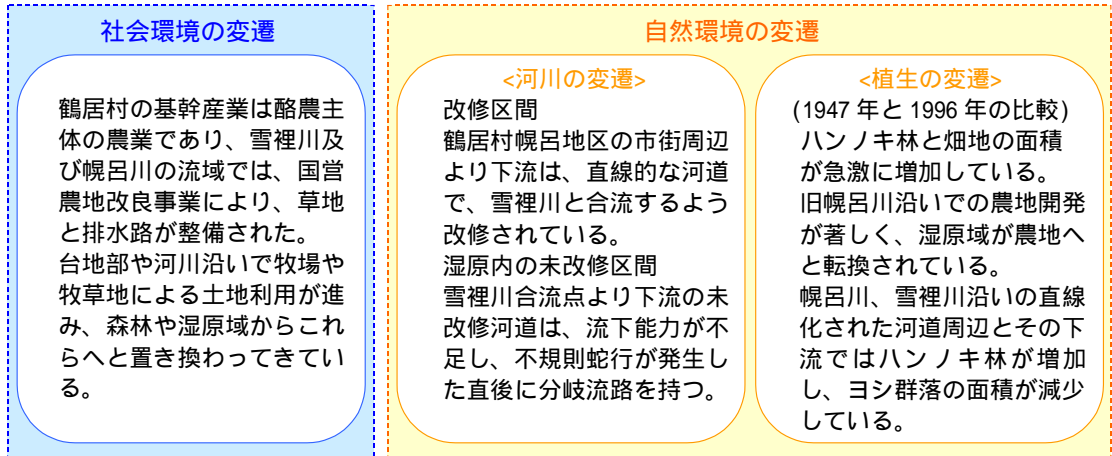 社会環境の変遷
鶴居村の基幹産業は酪農主
体の農業であり、雪裡川及
び幌呂川の流域では、国営
農地改良事業により、草地
と排水路が整備された。
台地部や河川沿いで牧場や
牧草地による土地利用が進
み、森林や湿原域からこれ
らへと置き換わってきてい
る。
自然環境の変遷
<河川の変遷>
改修区間
鶴居村幌呂地区の市街周辺
より下流は、直線的な河道
で、雪裡川と合流するよう
改修されている。
湿原内の未改修区間
雪裡川合流点より下流の未
改修河道は、流下能力が不
足し、不規則蛇行が発生し
た直後に分岐流路を持つ。
<植生の変遷>
(1947 年と 1996 年の比較)
ハンノキ林と畑地の面積
が急激に増加している。
旧幌呂川沿いでの農地開発
が著しく、湿原域が農地へ
と転換されている。
幌呂川、雪裡川沿いの直線
化された河道周辺とその下
流ではハンノキ林が増加
し、ヨシ群落の面積が減少
している。